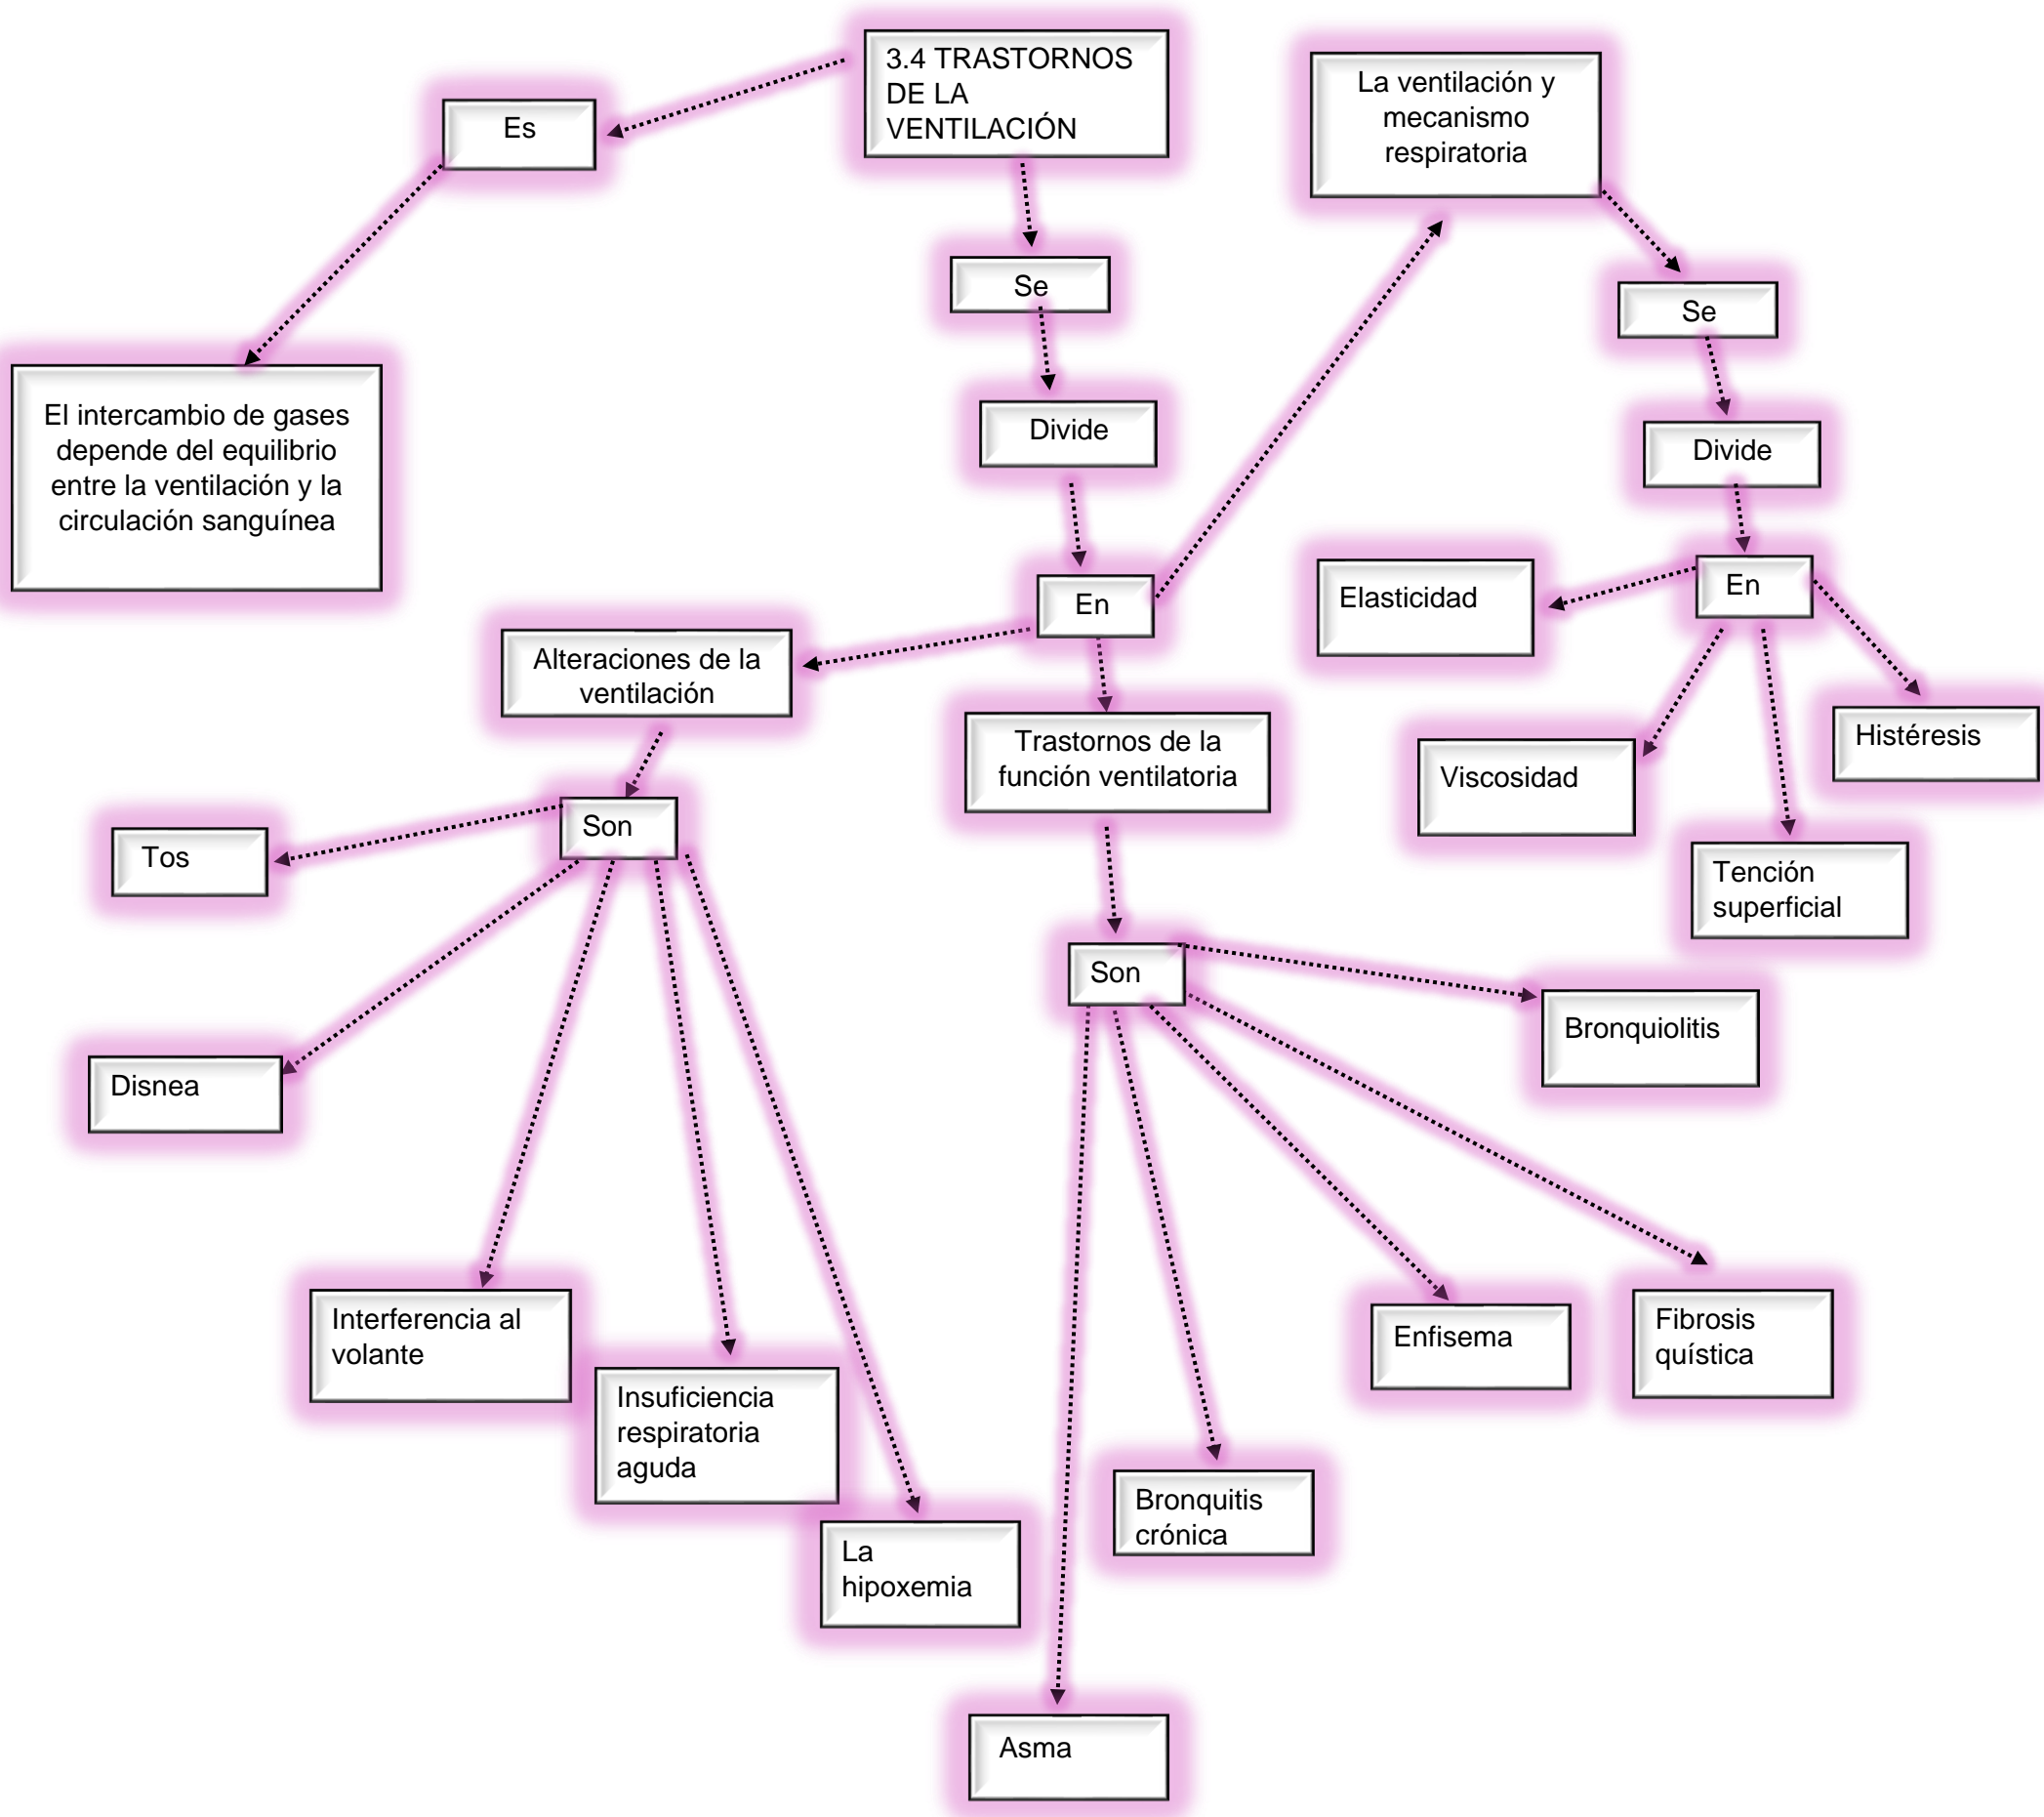 3.4 TRASTORNOS
DE LA
VENTILACIÓN
Es
El intercambio de gases
depende del equilibrio
entre la ventilación y la
circulación sanguínea
Se
Divide
En
Alteraciones de la
ventilación
Son
Tos
Disnea
Interferencia al
volante
Insuficiencia
respiratoria
aguda
La
hipoxemia
Trastornos de la
función ventilatoria
Son
Asma
Bronquitis
crónica
Enfisema
Fibrosis
quística
Bronquiolitis
La ventilación y
mecanismo
respiratoria
Se
Divide
En
Elasticidad
Viscosidad
Tención
superficial
Histéresis